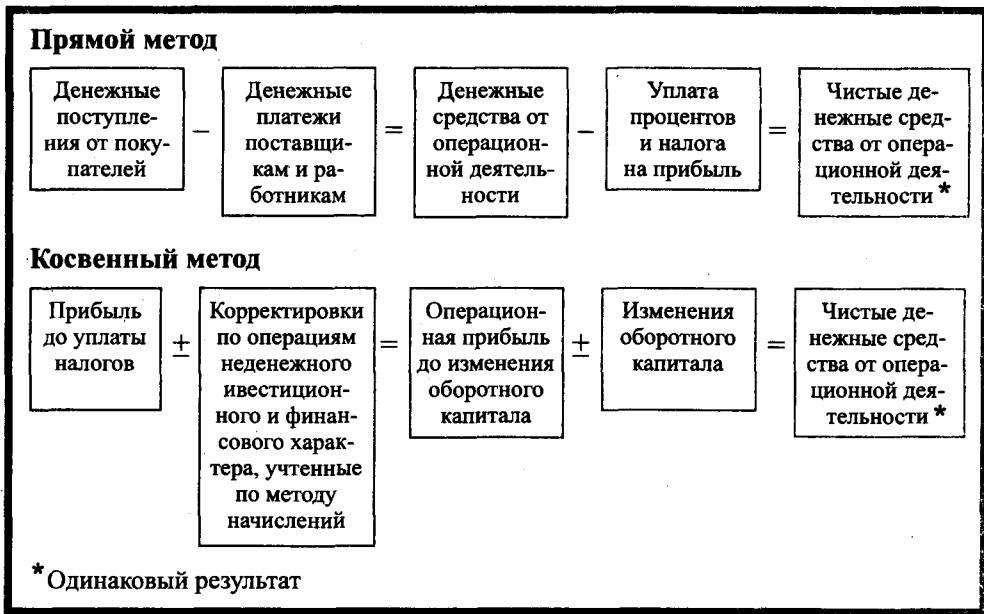 Прямой метод
Денежные
поступле-
ния от поку-
пателей
–
Денежные
платежи
поставщи-
кам и ра-
ботникам
=
Денежные
средства от
операцион-
ной деятель-
ности
–
Уплата
процентов
и налога
на прибыль
=
Чистые де-
нежные сред-
ства от опера-
ционной дея-
тельности *
Косвенный метод
Прибыль
до уплаты
налогов
±
Корректировки
по операциям
неденежного
ивестицион-
ного и финан-
сового харак-
тера, учтенные
по методу
начислений
=
Операцион-
ная прибыль
до изменения
оборотного
капитала
±
Изменения
оборотного
капитала
=
Чистые де-
нежные сред-
ства от опера-
ционной дея-
тельности *
* Одинаковый результат